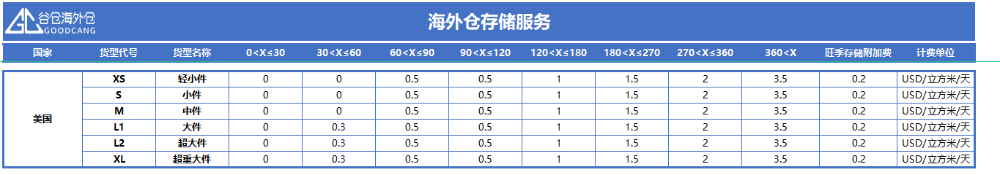 谷仓海外仓
GOODCANG
海外仓存储服务
国家 货型代号 货型名称 0<X≤30 30<X≤60 60<X≤90 90<X≤120 120<X≤180 180<X≤270 270<X≤360 360<X 旺季存储附加费 计费单位
XS 轻小件 0 0 0.5 0.5 1 1.5 2 3.5 0.2 USD/立方米/天
S 小件 0 0 0.5 0.5 1 1.5 2 3.5 0.2 USD/立方米/天
美国 M 中件 0 0 0.5 0.5 1 1.5 2 3.5 0.2 USD/立方米/天
L1 大件 0 0.3 0.5 0.5 1 1.5 2 3.5 0.2 USD/立方米/天
L2 超大件 0 0.3 0.5 0.5 1 1.5 2 3.5 0.2 USD/立方米/天
XL 超重大件 0 0.3 0.5 0.5 1 1.5 2 3.5 0.2 USD/立方米/天